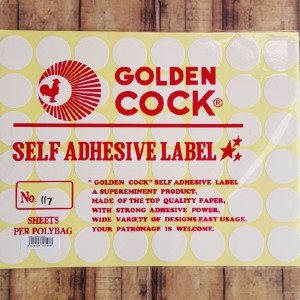 GOLDEN
COCK®
SELF ADHESIVE LABEL
No. 117
SHEETS
PER POLYBAG
"GOLDEN COCK" SELF ADHESIVE LABEL
A SUPEREMINENT PRODUCT,
MADE OF THE TOP QUALITY PAPER,
WITH STRONG ADHESIVE POWER,
WIDE VARIETY OF DESIGNS EASY USAGE.
YOUR PATRONAGE IS WELCOME.